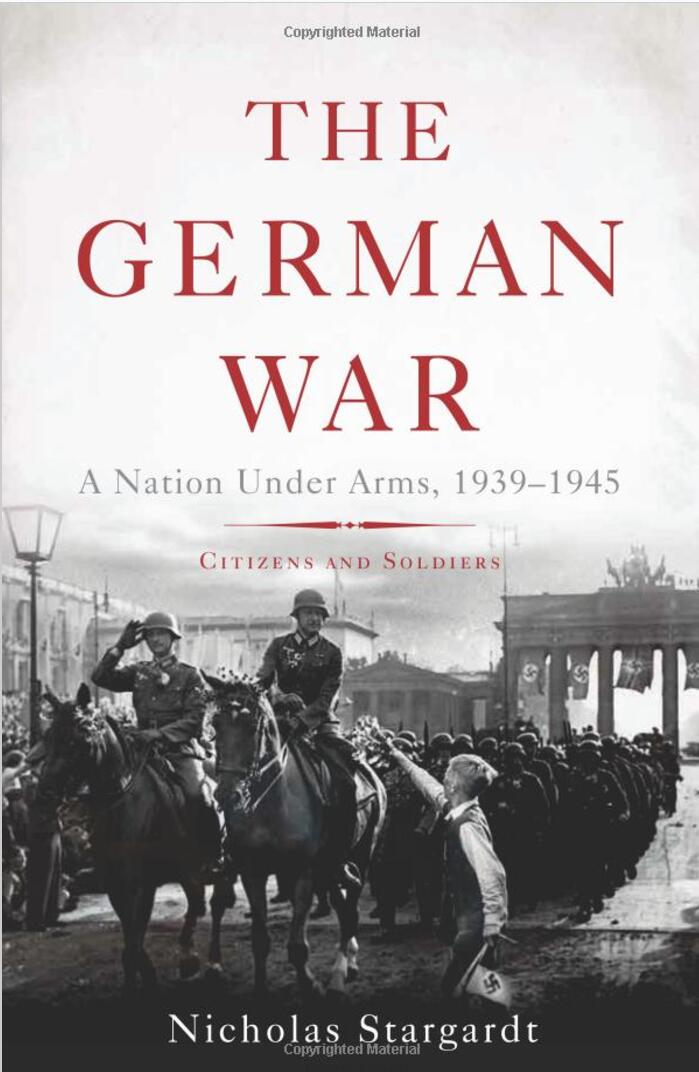 Copyrighted Material
THE
GERMAN
WAR
A Nation Under Arms, 1939–1945
Citizens and Soldiers
Nicholas Stargardt
Copyrighted Material